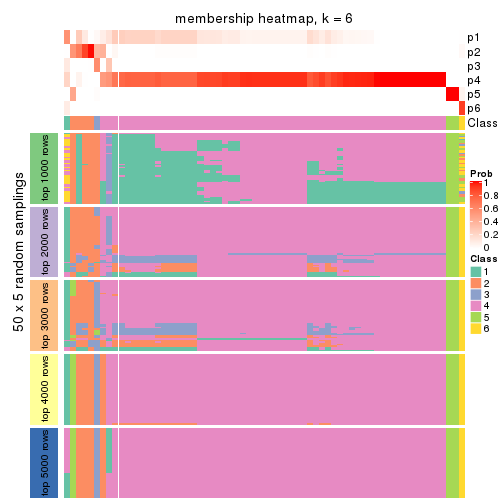 membership heatmap, k = 6
p1
p2
p3
p4
p5
p6
Class
50 x 5 random samplings
top 1000 rows
top 2000 rows
top 3000 rows
top 4000 rows
top 5000 rows
Prob
1
0.8
0.6
0.4
0.2
0
Class
1
2
3
4
5
6